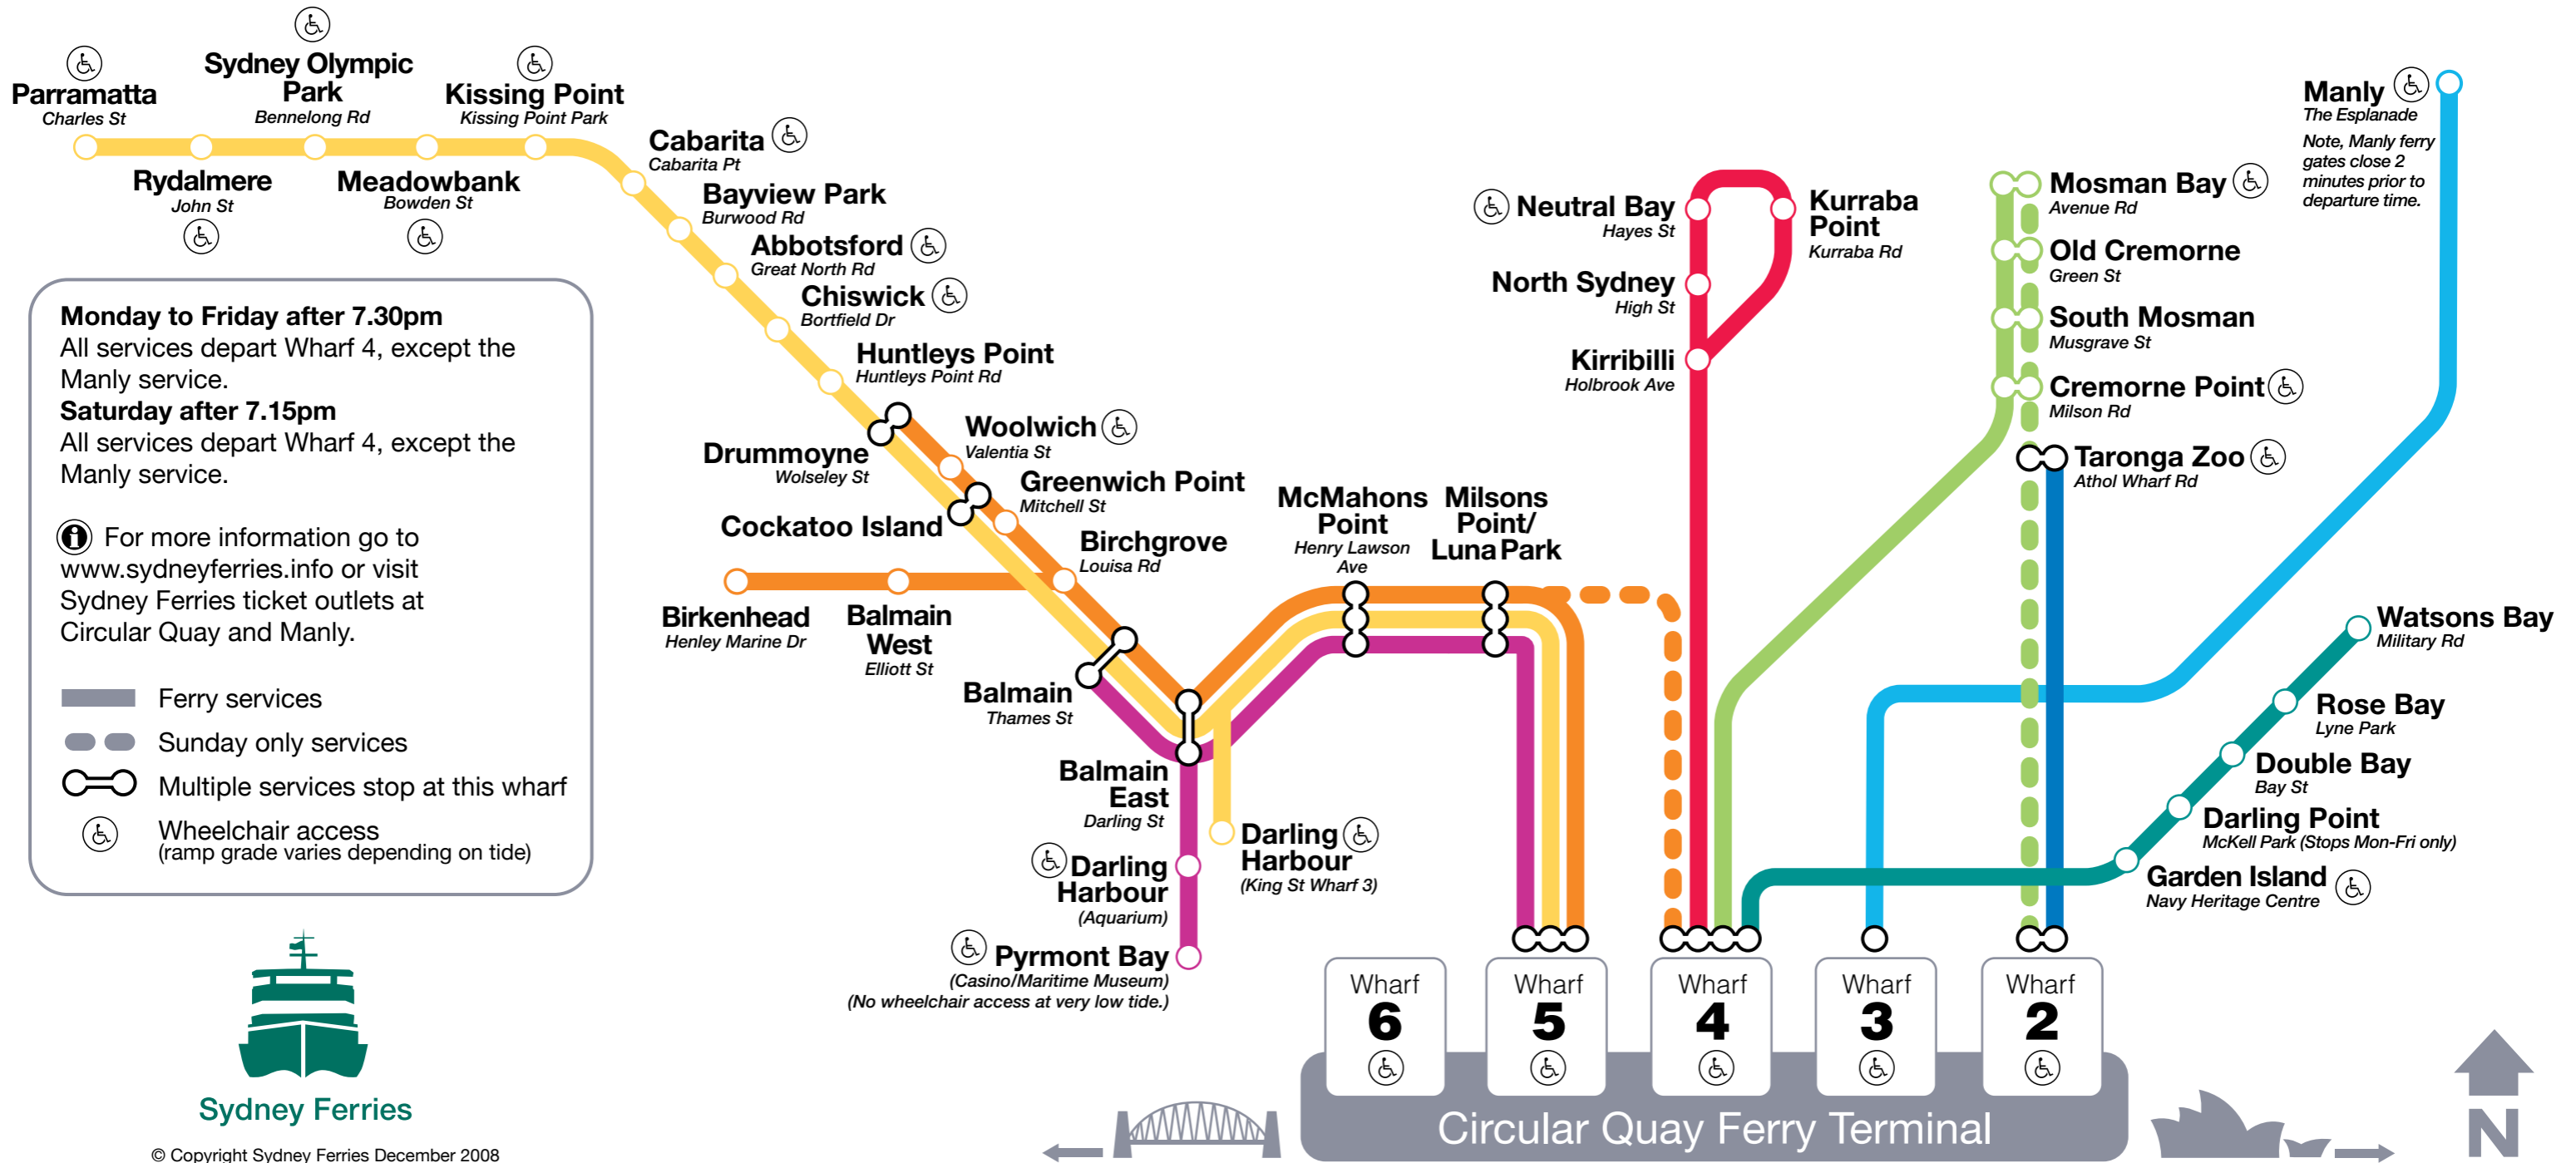 Parramatta
Charles St
Sydney Olympic
Park
Bennelong Rd
Kissing Point
Kissing Point Park
Rydalmere
John St
Meadowbank
Bowden St
Cabarita
Cabarita Pt
Bayview Park
Burwood Rd
Abbotsford
Great North Rd
Chiswick
Bortfield Dr
Huntleys Point
Huntleys Point Rd
Drummoyne
Wolseley St
Woolwich
Valentia St
Cockatoo Island
Greenwich Point
Mitchell St
Birchgrove
Louisa Rd
Birkenhead
Henley Marine Dr
Balmain
West
Elliott St
Balmain
Thames St
Balmain
East
Darling St
Darling
Harbour
(Aquarium)
Darling
Harbour
(King St Wharf 3)
Pyrmont Bay
(Casino/Maritime Museum)
(No wheelchair access at very low tide.)
McMahons
Point
Henry Lawson
Ave
Milsons
Point/
Luna Park
Neutral Bay
Hayes St
Kurraba
Point
Kurraba Rd
North Sydney
High St
Kirribilli
Holbrook Ave
Mosman Bay
Avenue Rd
Old Cremorne
Green St
South Mosman
Musgrave St
Cremorne Point
Milson Rd
Taronga Zoo
Athol Wharf Rd
Manly
The Esplanade
Note, Manly ferry
gates close 2
minutes prior to
departure time.
Watsons Bay
Military Rd
Rose Bay
Lyne Park
Double Bay
Bay St
Darling Point
McKell Park (Stops Mon-Fri only)
Garden Island
Navy Heritage Centre
Monday to Friday after 7.30pm
All services depart Wharf 4, except the
Manly service.
Saturday after 7.15pm
All services depart Wharf 4, except the
Manly service.
i For more information go to
www.sydneyferries.info or visit
Sydney Ferries ticket outlets at
Circular Quay and Manly.
Ferry services
Sunday only services
Multiple services stop at this wharf
Wheelchair access
(ramp grade varies depending on tide)
Sydney Ferries
© Copyright Sydney Ferries December 2008
Wharf
6
Wharf
5
Wharf
4
Wharf
3
Wharf
2
Circular Quay Ferry Terminal
N